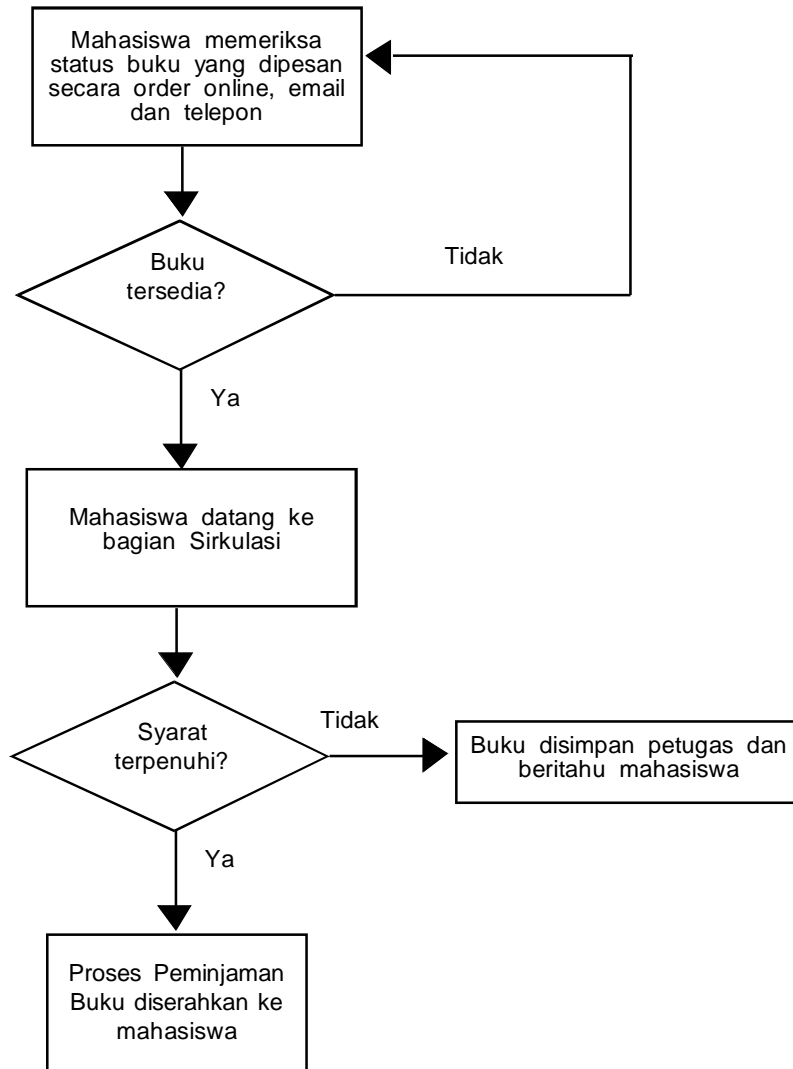 Mahasiswa memeriksa
status buku yang dipesan
secara order online, email
dan telepon
Buku
tersedia?
Tidak
Ya
Mahasiswa datang ke
bagian Sirkulasi
Syarat
terpenuhi?
Tidak
Buku disimpan petugas dan
beritahu mahasiswa
Ya
Proses Peminjaman
Buku diserahkan ke
mahasiswa